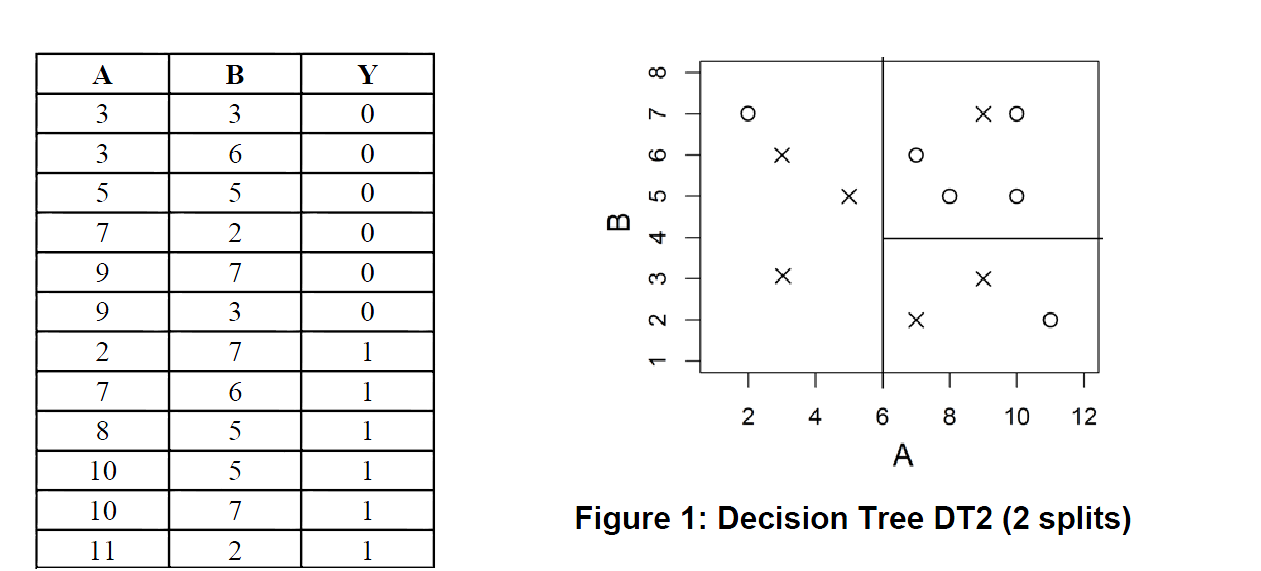 A B Y
3 3 0
3 6 0
5 5 0
7 2 0
9 7 0
9 3 0
2 7 1
7 6 1
8 5 1
10 5 1
10 7 1
11 2 1
8
7
6
5
4
3
2
1
B
2 4 6 8 10 12
A
Figure 1: Decision Tree DT2 (2 splits)